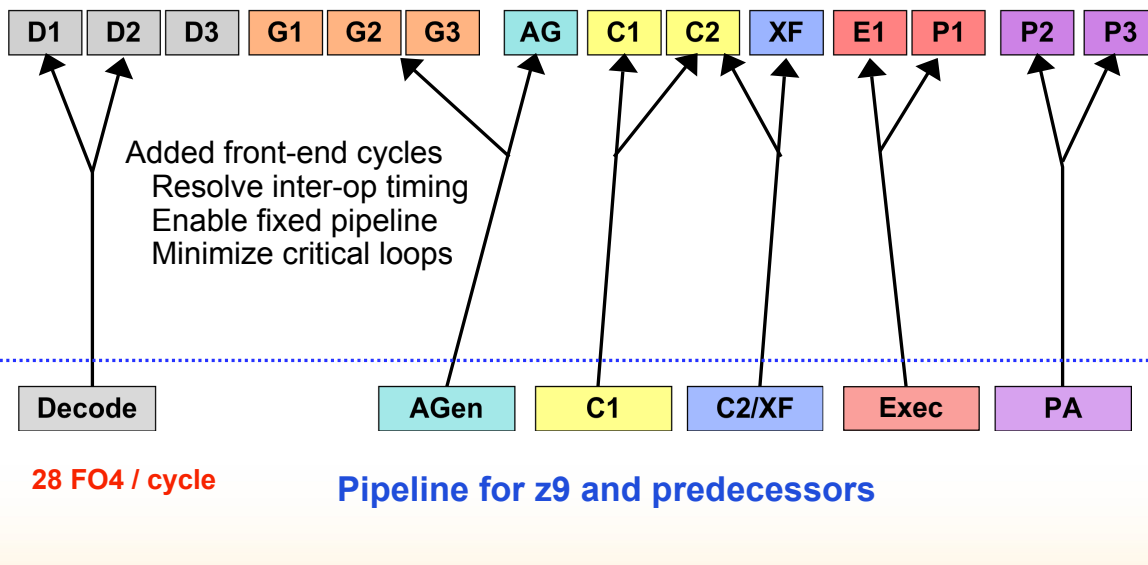 D1 D2 D3 G1 G2 G3 AG C1 C2 XF E1 P1 P2 P3
Added front-end cycles
Resolve inter-op timing
Enable fixed pipeline
Minimize critical loops
Decode AGen C1 C2/XF Exec PA
28 FO4 / cycle
Pipeline for z9 and predecessors